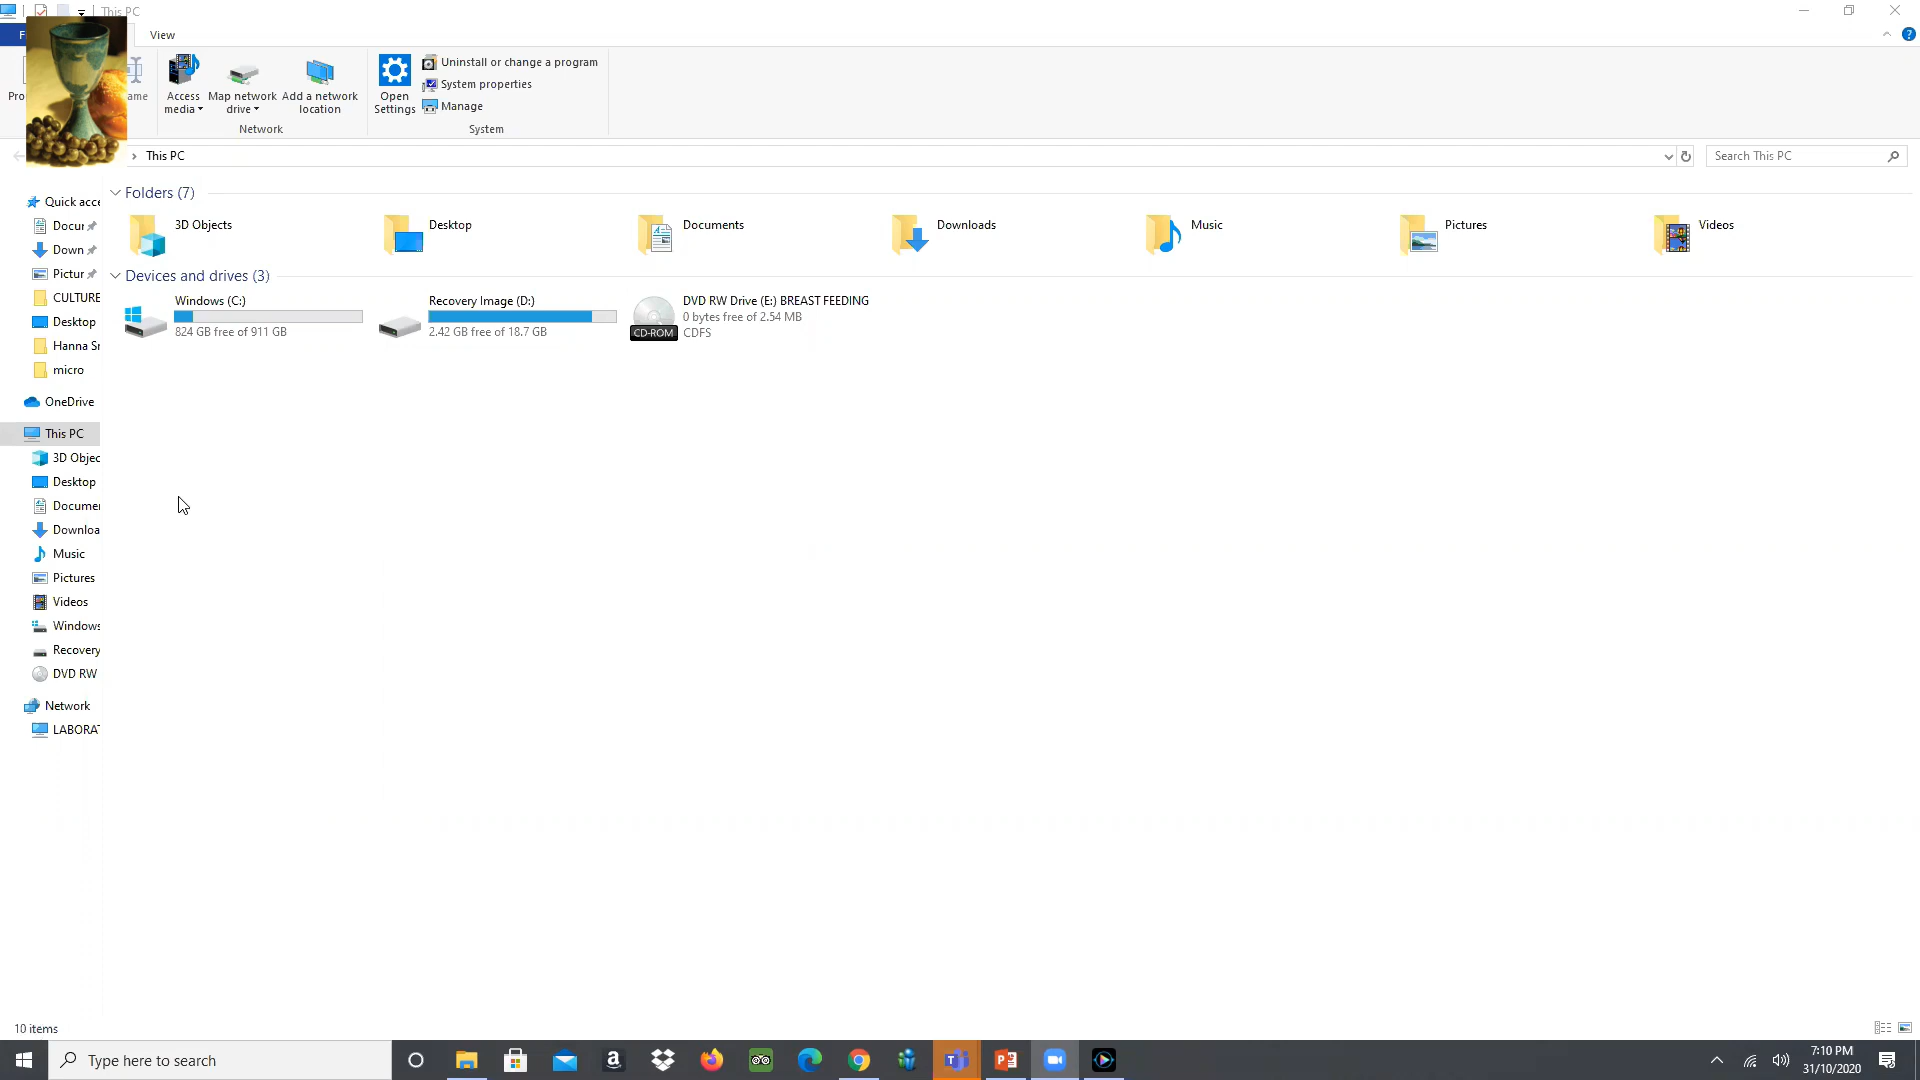 This PC
F
View
Pro
ame
Access
media
Map network
drive
Add a network
location
Network
Open
Settings
Uninstall or change a program
System properties
Manage
System
This PC
Search This PC
Quick acce
Docur
Down
Pictur
CULTURE
Desktop
Hanna Sr
micro
OneDrive
This PC
3D Objec
Desktop
Documer
Downloa
Music
Pictures
Videos
Windows
Recovery
DVD RW
Network
LABORAT
Folders (7)
3D Objects
Desktop
Documents
Downloads
Music
Pictures
Videos
Devices and drives (3)
Windows (C:)
824 GB free of 911 GB
Recovery Image (D:)
2.42 GB free of 18.7 GB
DVD RW Drive (E:) BREAST FEEDING
0 bytes free of 2.54 MB
CDFS
CD-ROM
10 items
Type here to search
7:10 PM
31/10/2020